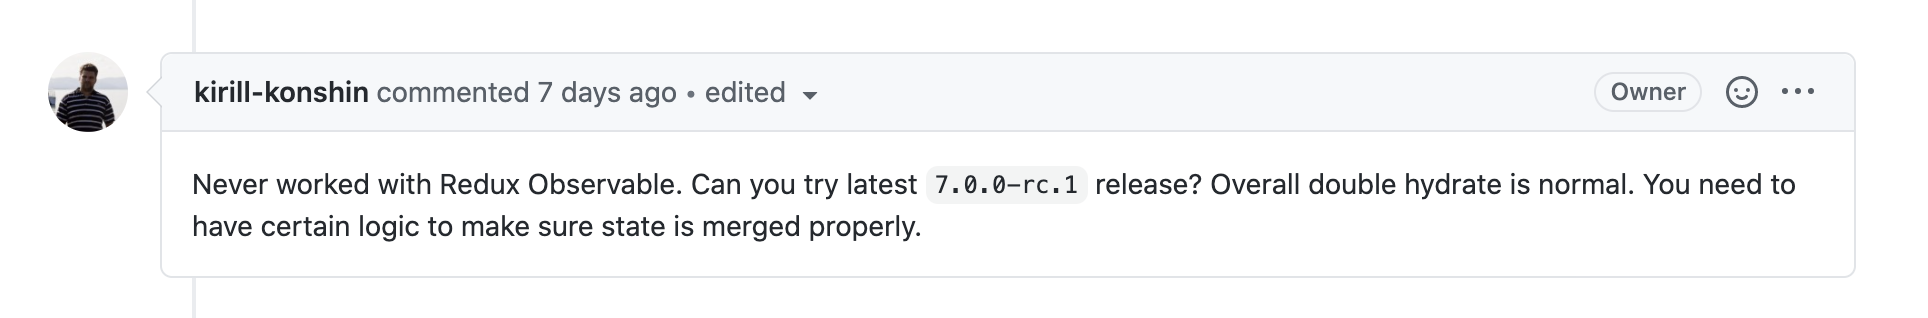 kirill-konshin commented 7 days ago • edited
Owner
Never worked with Redux Observable. Can you try latest 7.0.0-rc.1 release? Overall double hydrate is normal. You need to
have certain logic to make sure state is merged properly.